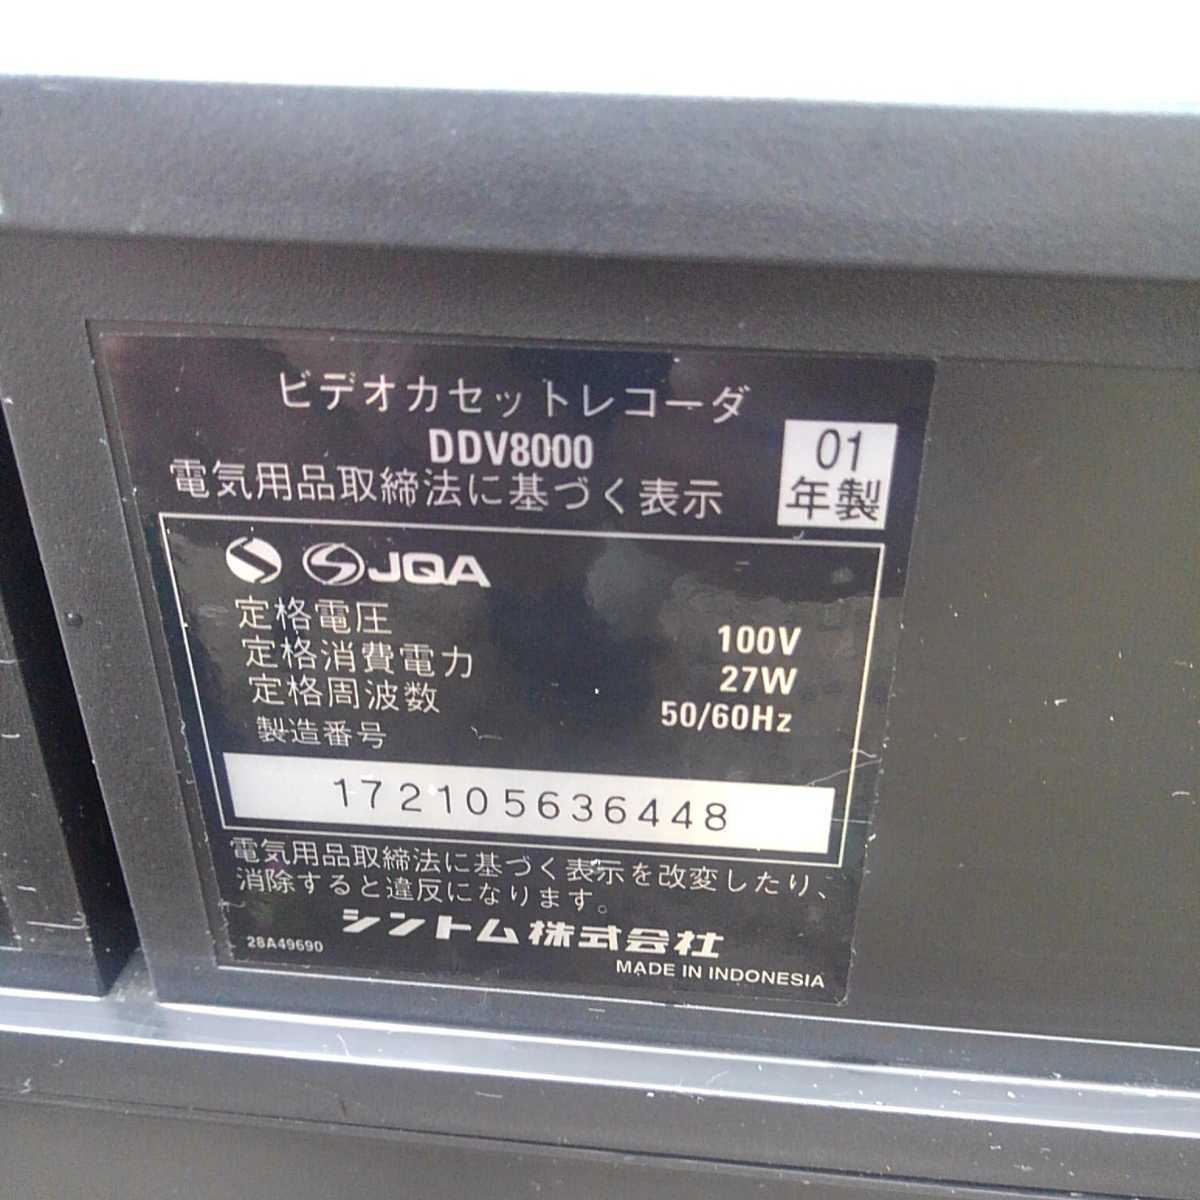 ビデオカセットレコーダ
DDV8000
電気用品取締法に基づく表示
01
年製
JQA
定格電圧 100V
定格消費電力 27W
定格周波数 50/60Hz
製造番号
172105636448
電気用品取締法に基づく表示を改変したり、
消除すると違反になります。
シントム株式会社
28A49690
MADE IN INDONESIA